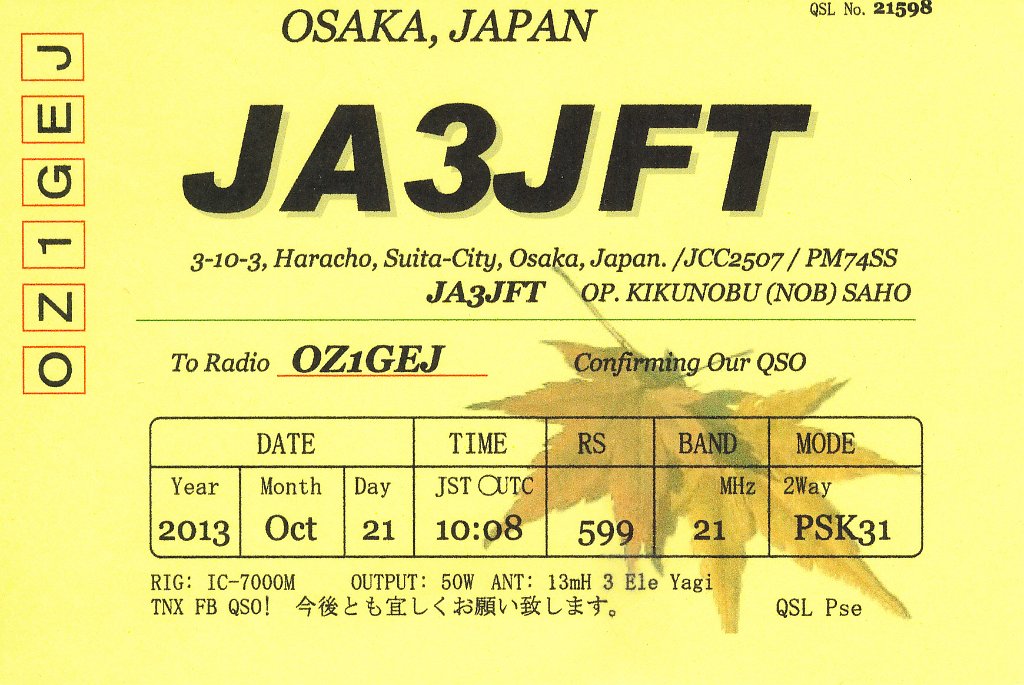 OSAKA, JAPAN
QSL No. 21598
OZ1GEJ
JA3JFT
3-10-3, Haracho, Suita-City, Osaka, Japan. /JCC2507 / PM74SS
JA3JFT OP. KIKUNOBU (NOB) SAHO
To Radio OZ1GEJ Confirming Our QSO
DATE TIME RS BAND MODE
Year Month Day JST ○UTC MHz 2Way
2013 Oct 21 10:08 599 21 PSK31
RIG: IC-7000M OUTPUT: 50W ANT: 13mH 3 Ele Yagi
TNX FB QSO! 今後とも宜しくお願い致します。 QSL Pse